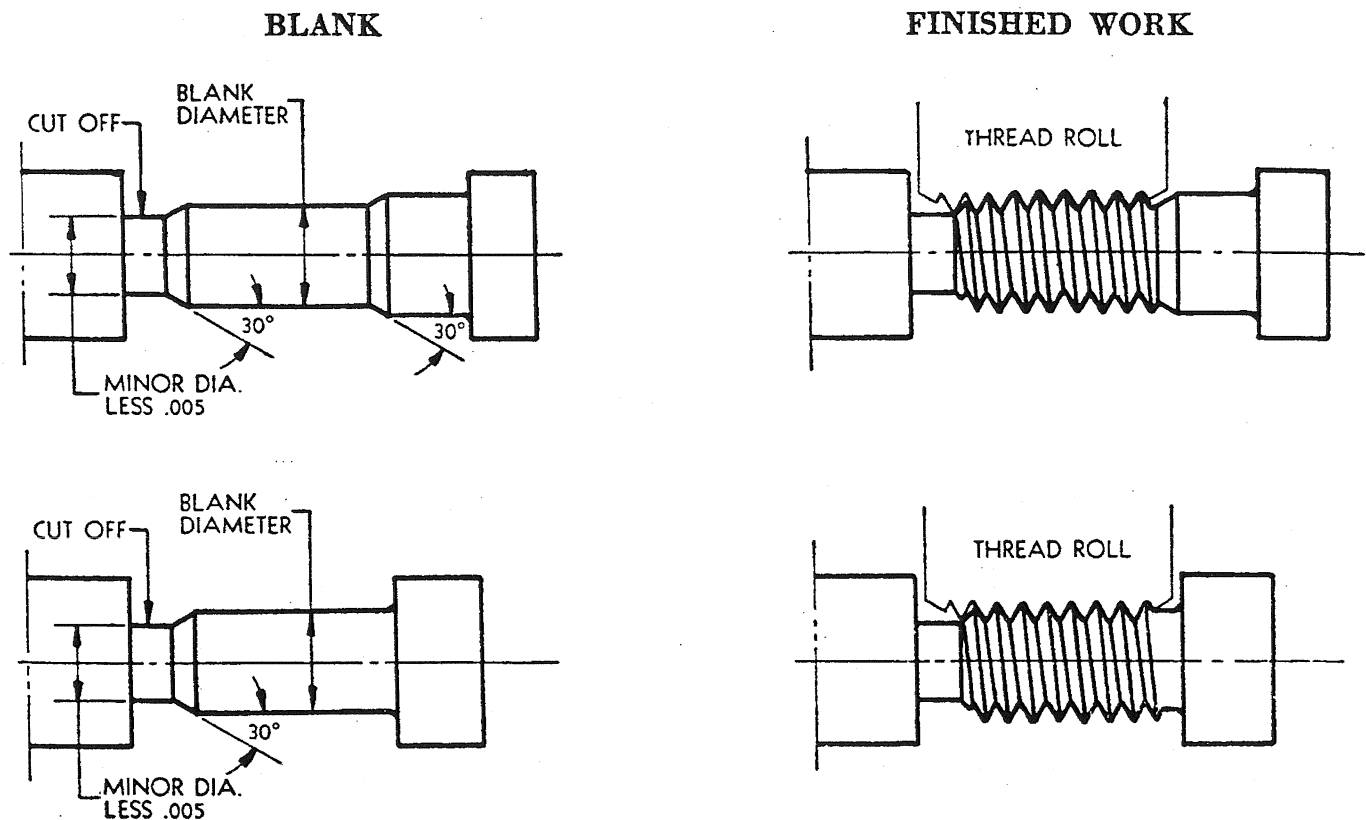 BLANK
FINISHED WORK
BLANK
DIAMETER
CUT OFF
30°
30°
MINOR DIA.
LESS .005
THREAD ROLL
BLANK
DIAMETER
CUT OFF
30°
MINOR DIA.
LESS .005
THREAD ROLL